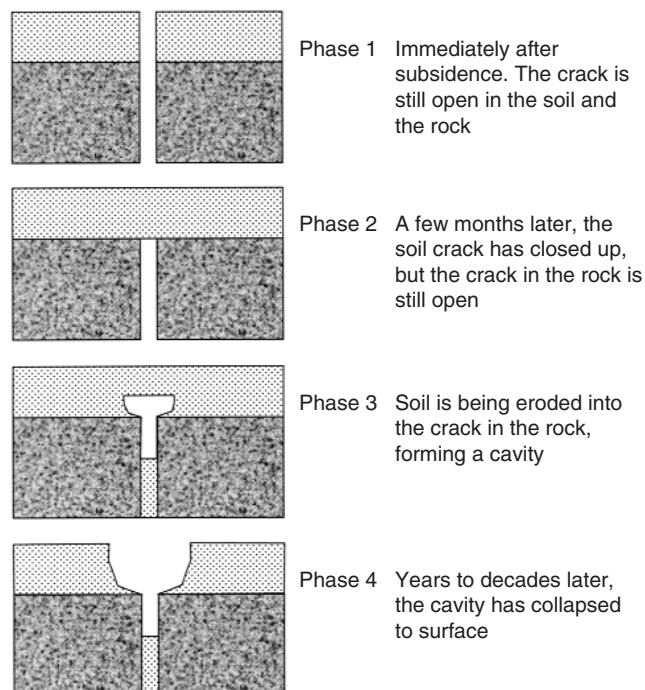 Phase 1 Immediately after
subsidence. The crack is
still open in the soil and
the rock
Phase 2 A few months later, the
soil crack has closed up,
but the crack in the rock is
still open
Phase 3 Soil is being eroded into
the crack in the rock,
forming a cavity
Phase 4 Years to decades later,
the cavity has collapsed
to surface